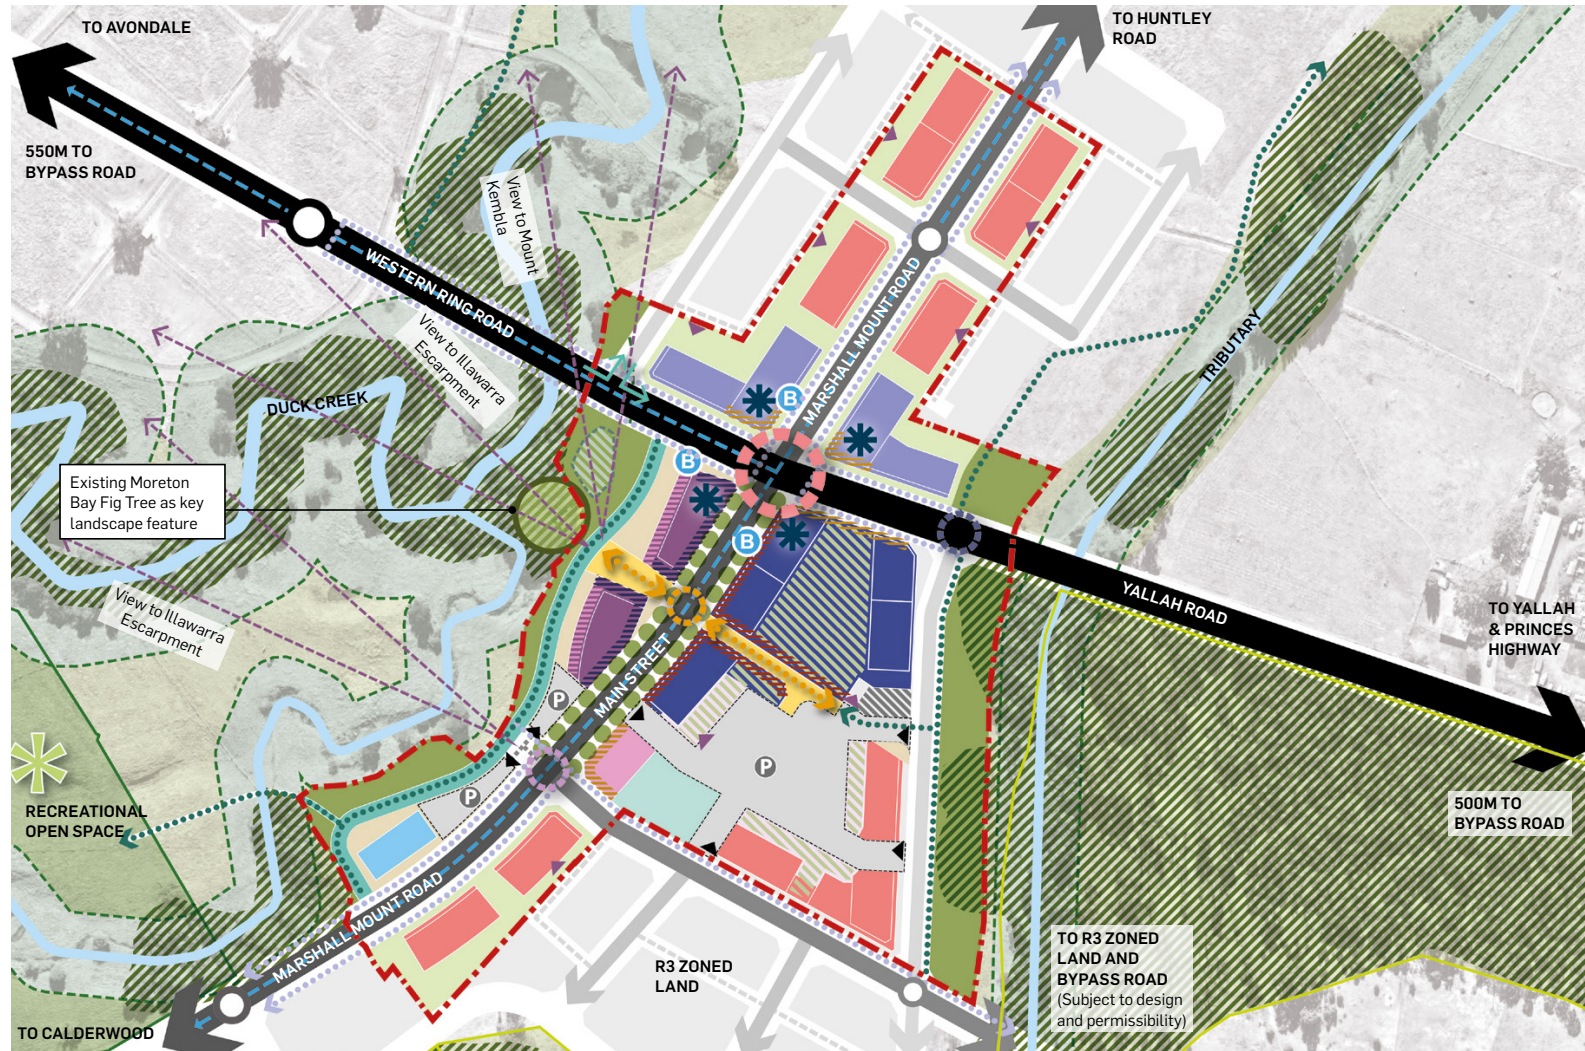 TO AVONDALE
TO HUNTLEY
ROAD
550M TO
BYPASS ROAD
View to Mount
Kembla
WESTERN RING ROAD
View to Illawarra
Escarpment
MARSHALL MOUNT ROAD
TRIBUTARY
DUCK CREEK
B
B
B
Existing Moreton
Bay Fig Tree as key
landscape feature
View to Illawarra
Escarpment
YALLAH ROAD
TO YALLAH
& PRINCES
HIGHWAY
MAIN STREET
P
P
P
RECREATIONAL
OPEN SPACE
500M TO
BYPASS ROAD
MARSHALL MOUNT ROAD
R3 ZONED
LAND
TO R3 ZONED
LAND AND
BYPASS ROAD
(Subject to design
and permissibility)
TO CALDERWOOD